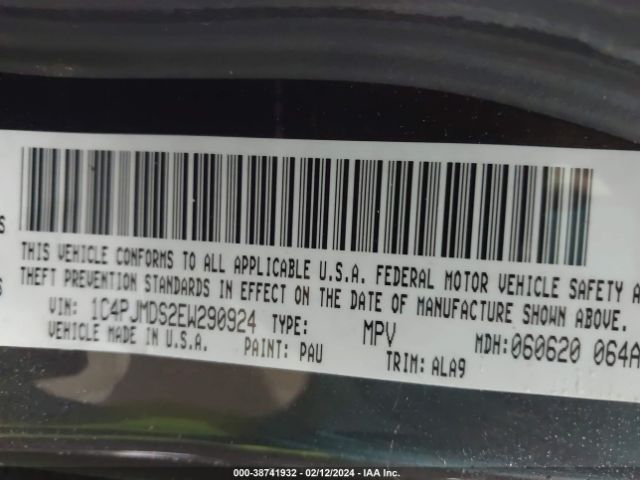 S
THIS VEHICLE CONFORMS TO ALL APPLICABLE U.S.A. FEDERAL MOTOR VEHICLE SAFETY A
S THEFT PREVENTION STANDARDS IN EFFECT ON THE DATE OF MANUFACTURE SHOWN ABOVE.
VIN: 1C4PJMDS2EW290924 TYPE: MPV MDH:060620 064A
VEHICLE MADE IN U.S.A. PAINT: PAU TRIM: ALA9
000-38741932 - 02/12/2024 - IAA Inc.